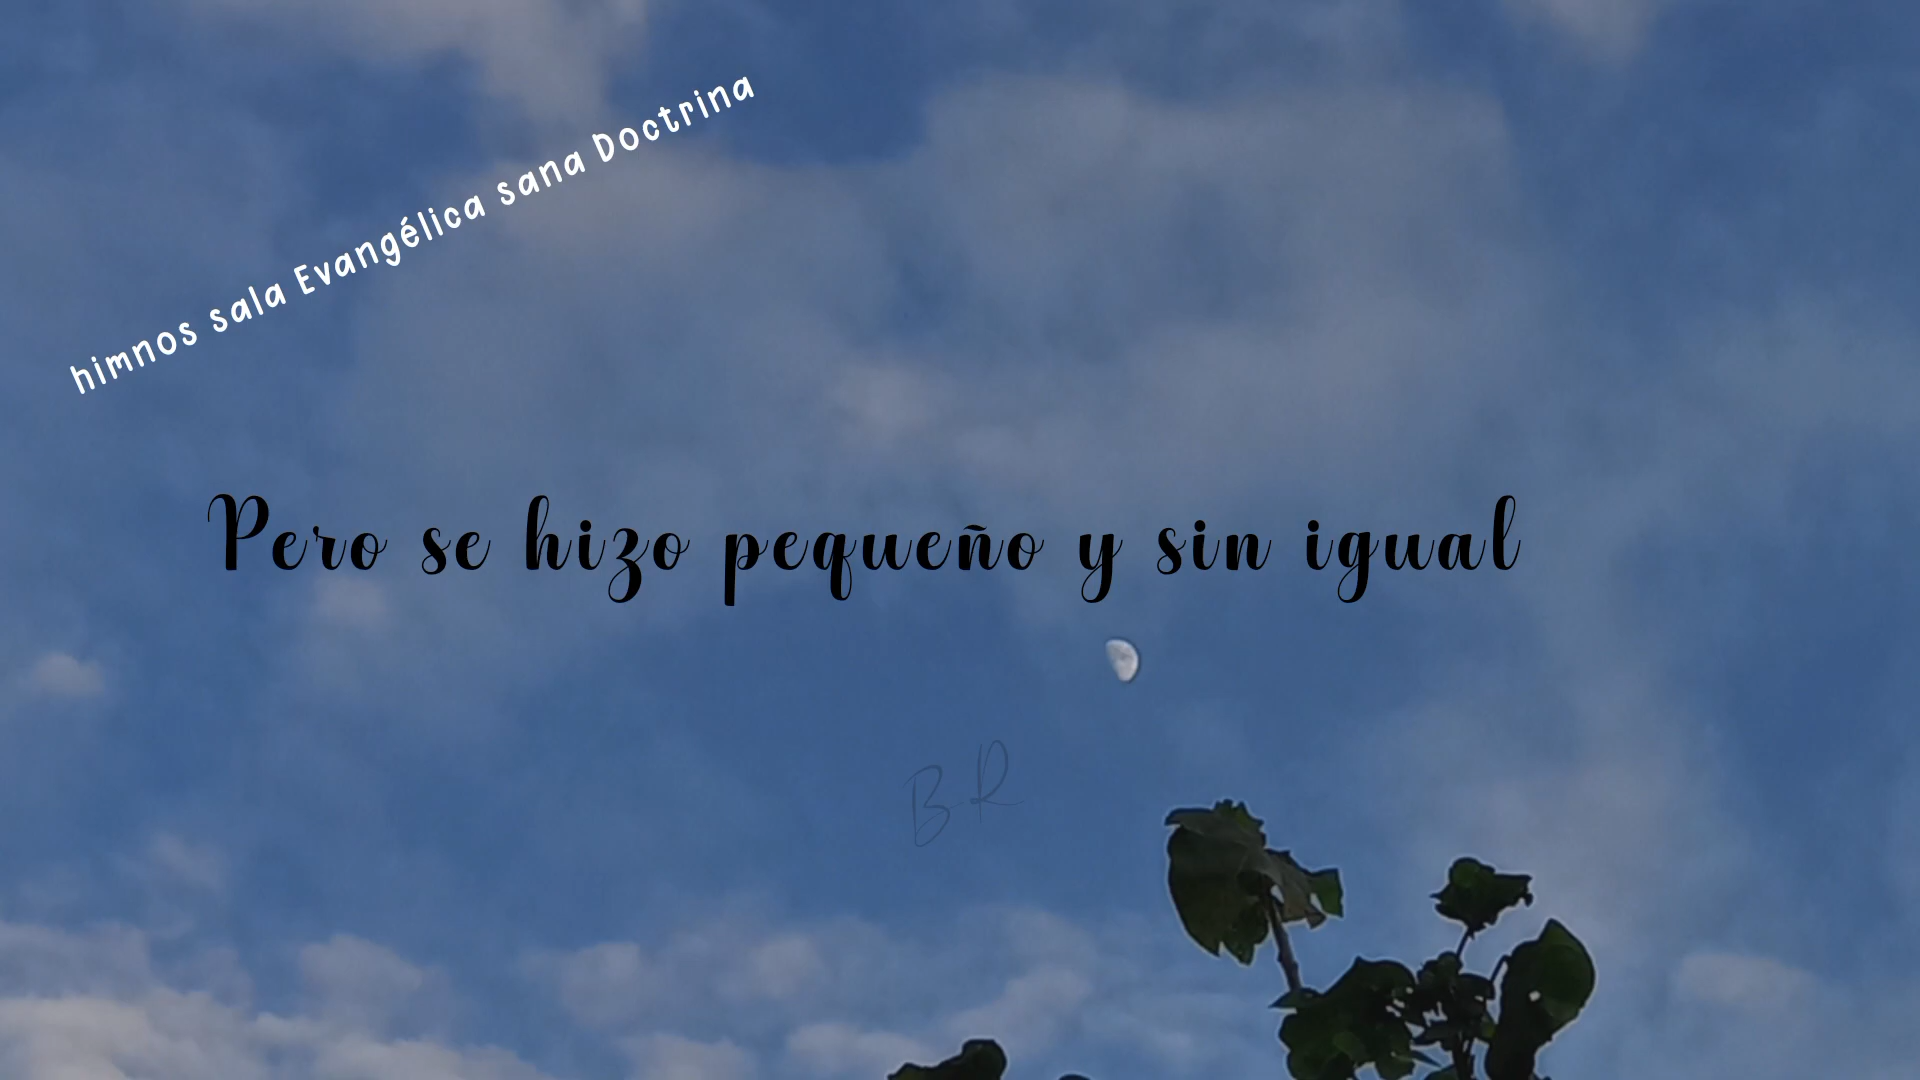 himnos sala Evangélica sana Doctrina
Pero se hizo pequeño y sin igual
B R